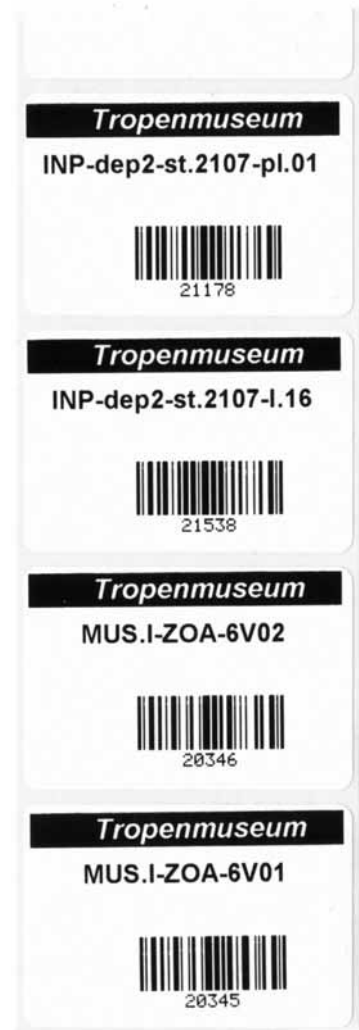 Tropenmuseum
INP-dep2-st.2107-pl.01
21178
Tropenmuseum
INP-dep2-st.2107-l.16
21538
Tropenmuseum
MUS.I-ZOA-6V02
20346
Tropenmuseum
MUS.I-ZOA-6V01
20345